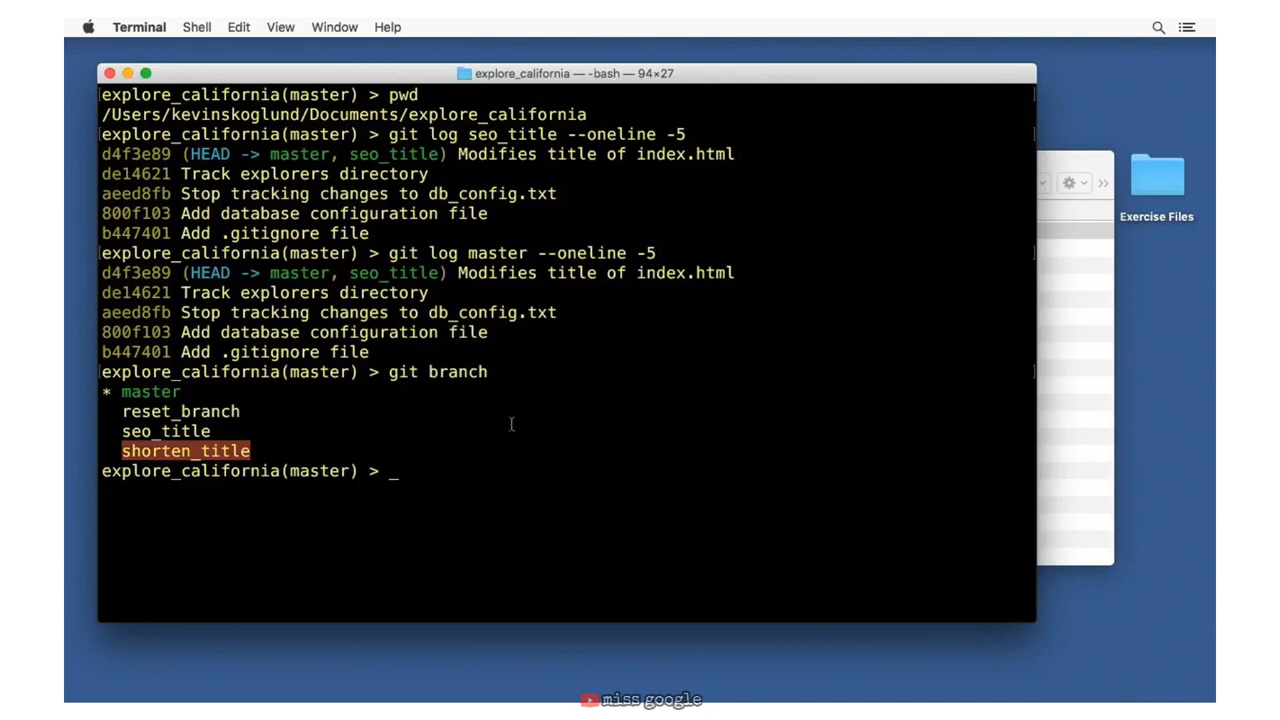 Terminal Shell Edit View Window Help
explore_california — -bash — 94×27
explore_california(master) > pwd
/Users/kevinskoglund/Documents/explore_california
explore_california(master) > git log seo_title --oneline -5
d4f3e89 (HEAD -> master, seo_title) Modifies title of index.html
de14621 Track explorers directory
aeed8fb Stop tracking changes to db_config.txt
800f103 Add database configuration file
b447401 Add .gitignore file
explore_california(master) > git log master --oneline -5
d4f3e89 (HEAD -> master, seo_title) Modifies title of index.html
de14621 Track explorers directory
aeed8fb Stop tracking changes to db_config.txt
800f103 Add database configuration file
b447401 Add .gitignore file
explore_california(master) > git branch
* master
reset_branch
seo_title
shorten_title
explore_california(master) > _
Exercise Files
miss google